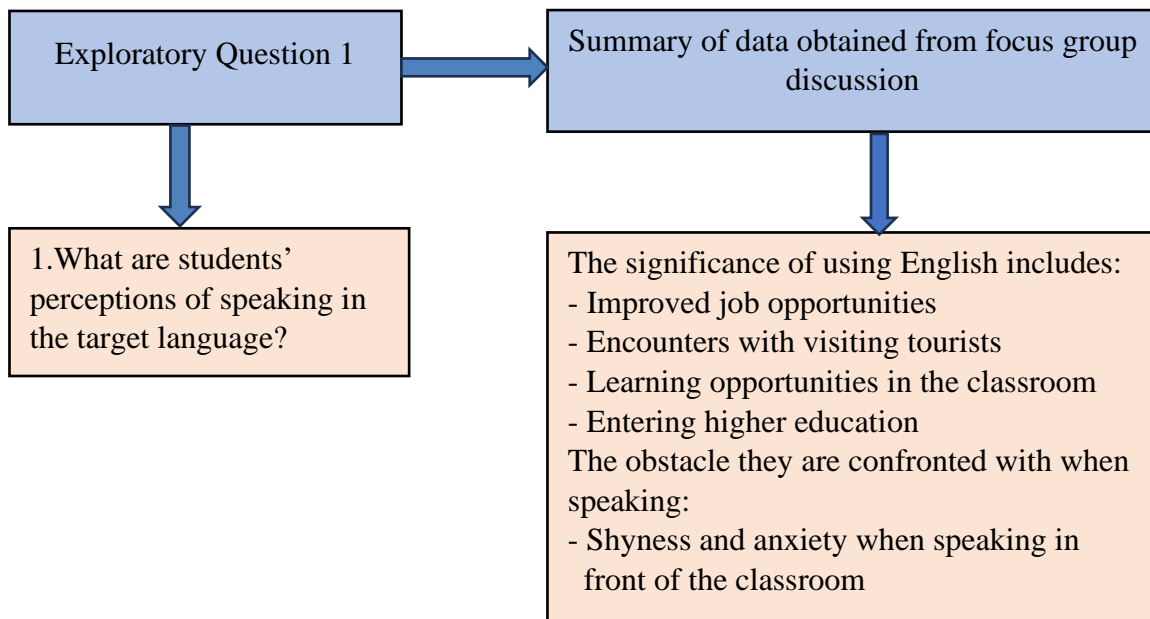 Exploratory Question 1
Summary of data obtained from focus group
discussion
1.What are students’
perceptions of speaking in
the target language?
The significance of using English includes:
- Improved job opportunities
- Encounters with visiting tourists
- Learning opportunities in the classroom
- Entering higher education
The obstacle they are confronted with when
speaking:
- Shyness and anxiety when speaking in
front of the classroom